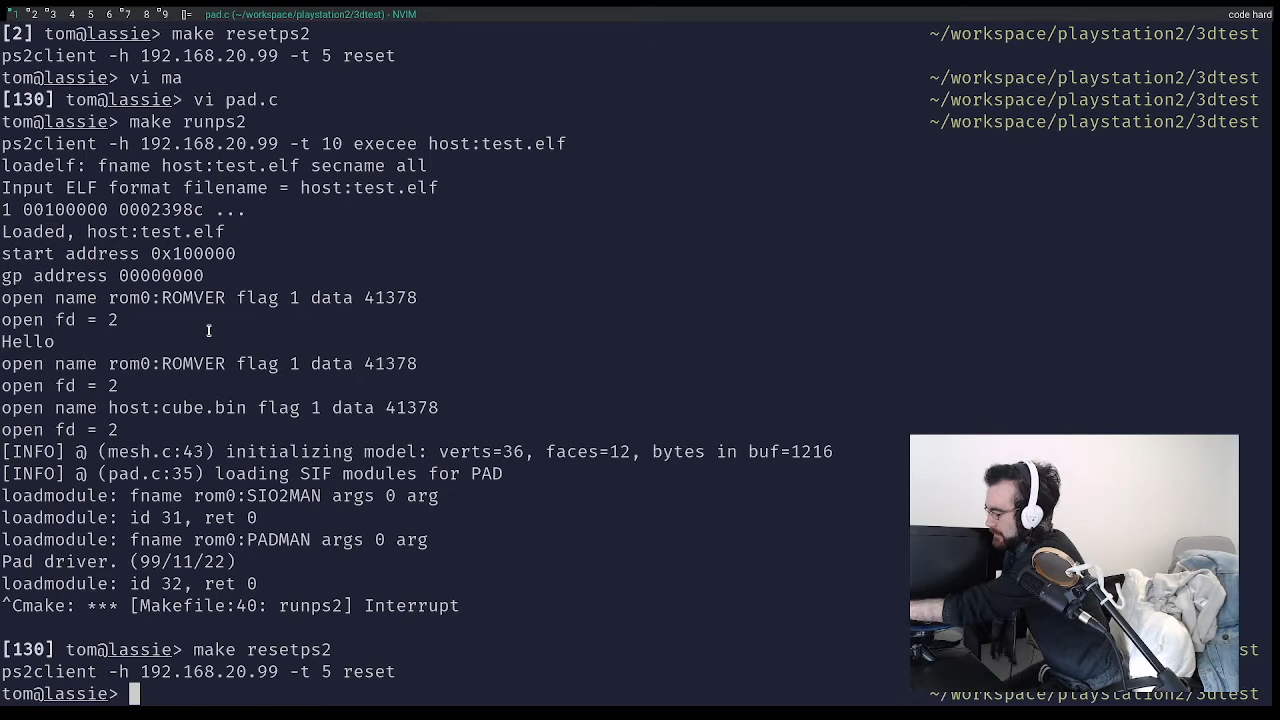 1 2 3 4 5 6 7 8 9 []= pad.c (~/workspace/playstation2/3dtest) - NVIM code hard
[2] tom@lassie> make resetps2 ~/workspace/playstation2/3dtest
ps2client -h 192.168.20.99 -t 5 reset
tom@lassie> vi ma ~/workspace/playstation2/3dtest
[130] tom@lassie> vi pad.c ~/workspace/playstation2/3dtest
tom@lassie> make runps2 ~/workspace/playstation2/3dtest
ps2client -h 192.168.20.99 -t 10 execee host:test.elf
loadelf: fname host:test.elf secname all
Input ELF format filename = host:test.elf
1 00100000 0002398c ...
Loaded, host:test.elf
start address 0x100000
gp address 00000000
open name rom0:ROMVER flag 1 data 41378
open fd = 2
Hello
open name rom0:ROMVER flag 1 data 41378
open fd = 2
open name host:cube.bin flag 1 data 41378
open fd = 2
[INFO] @ (mesh.c:43) initializing model: verts=36, faces=12, bytes in buf=1216
[INFO] @ (pad.c:35) loading SIF modules for PAD
loadmodule: fname rom0:SIO2MAN args 0 arg
loadmodule: id 31, ret 0
loadmodule: fname rom0:PADMAN args 0 arg
Pad driver. (99/11/22)
loadmodule: id 32, ret 0
^Cmake: *** [Makefile:40: runps2] Interrupt
[130] tom@lassie> make resetps2 st
ps2client -h 192.168.20.99 -t 5 reset
tom@lassie> ~/workspace/playstation2/3dtest